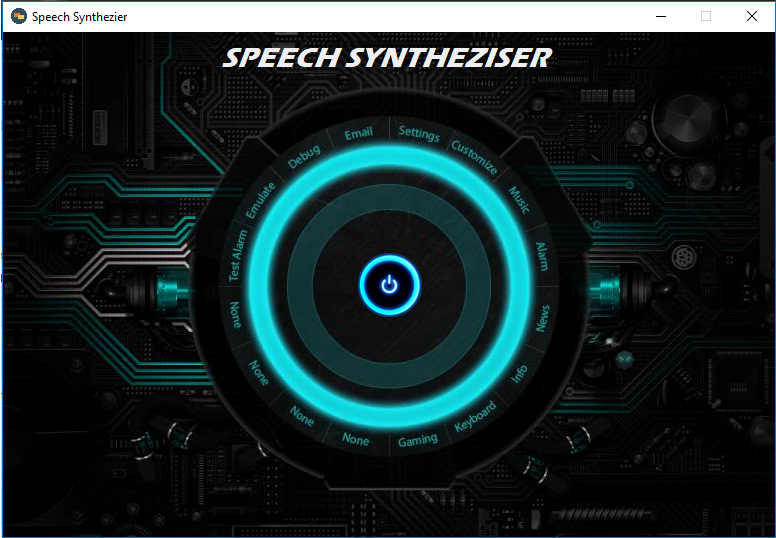 Speech Synthezier
SPEECH SYNTHEZISER
Email
Settings
Customize
Music
Alarm
News
Info
Keyboard
Gaming
None
None
None
None
Test Alarm
Emulate
Debug